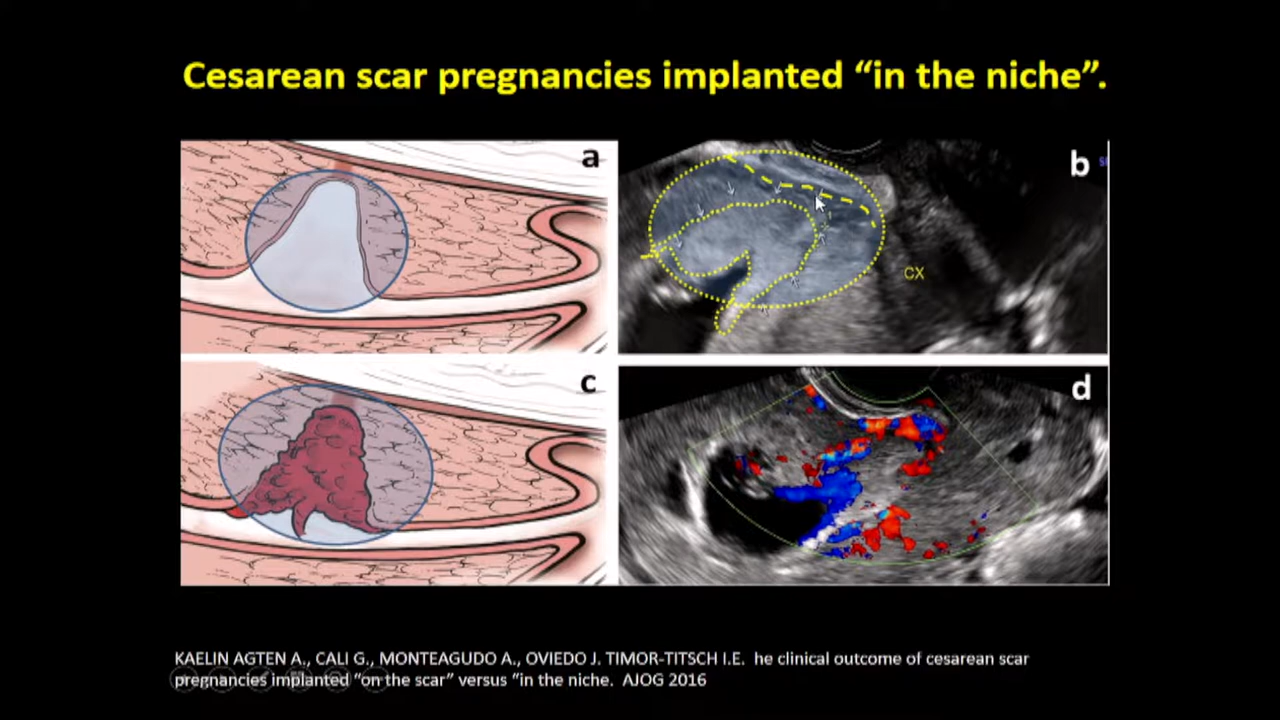 Cesarean scar pregnancies implanted “in the niche”.
a
b
CX
c
d
KAELIN AGTEN A., CALI G., MONTEAGUDO A., OVIEDO J. TIMOR-TITSCH I.E.  he clinical outcome of cesarean scar
pregnancies implanted “on the scar” versus “in the niche.  AJOG 2016